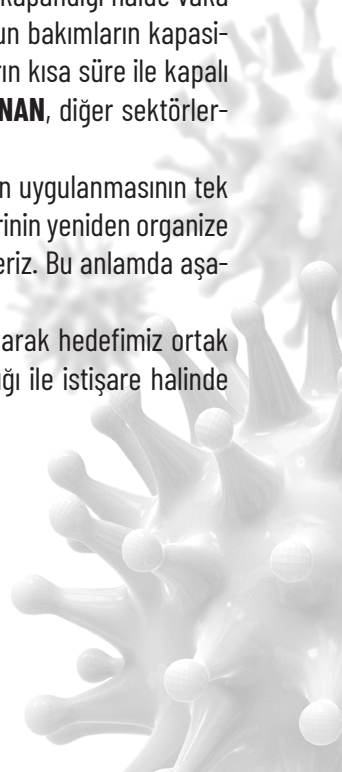 kapandığı halde vaka
un bakımların kapasi-
rın kısa süre ile kapalı
NAN, diğer sektörler-
n uygulanmasının tek
rinin yeniden organize
eriz. Bu anlamda aşa-
arak hedefimiz ortak
ğı ile istişare halinde